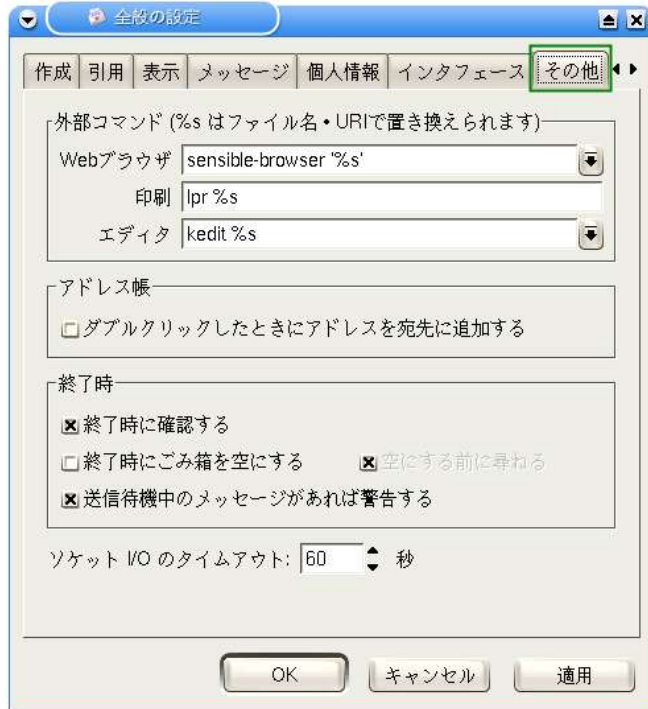 全般の設定
作成 引用 表示 メッセージ 個人情報 インタフェース その他
外部コマンド (%s はファイル名・URIで置き換えられます)
Webブラウザ sensible-browser '%s'
印刷 lpr %s
エディタ kedit %s
アドレス帳
ダブルクリックしたときにアドレスを宛先に追加する
終了時
終了時に確認する
終了時にごみ箱を空にする 空にする前に尋ねる
送信待機中のメッセージがあれば警告する
ソケット I/O のタイムアウト: 60 秒
OK キャンセル 適用